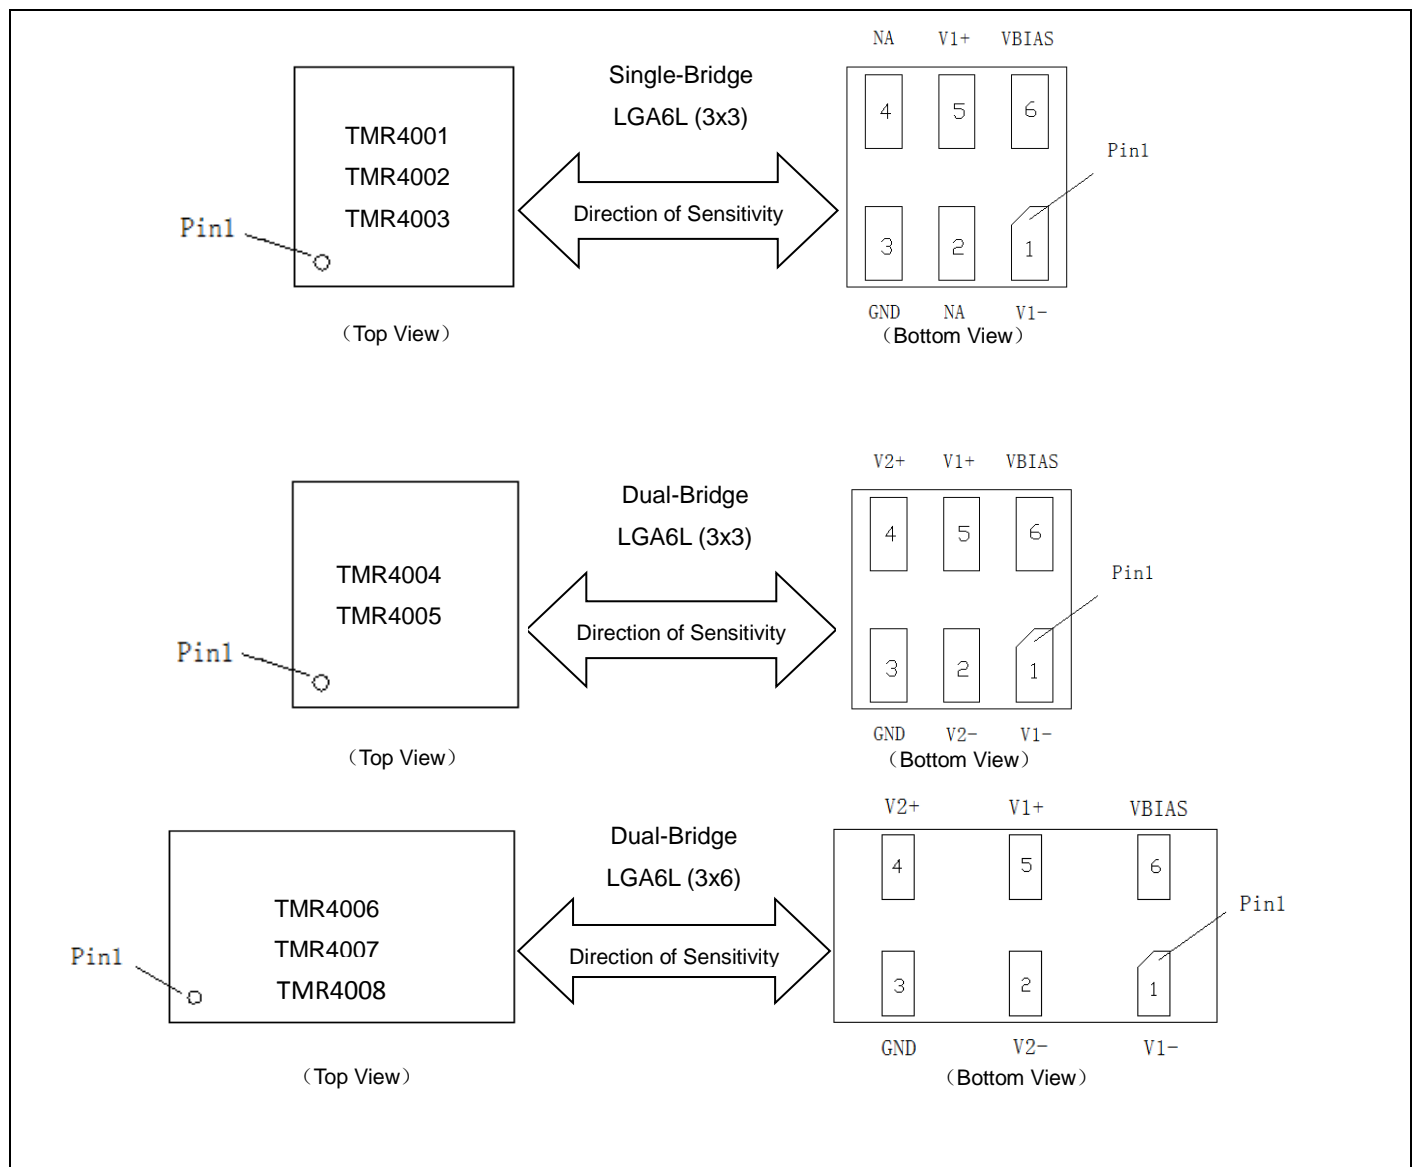 NA V1+ VBIAS
Single-Bridge
LGA6L (3x3)
TMR4001
TMR4002
TMR4003
Pin1
Direction of Sensitivity
4 5 6
Pin1
3 2 1
GND NA V1-
（Top View）
（Bottom View）
V2+ V1+ VBIAS
Dual-Bridge
LGA6L (3x3)
TMR4004
TMR4005
Pin1
Direction of Sensitivity
4 5 6
Pin1
3 2 1
GND V2- V1-
（Top View）
（Bottom View）
V2+ V1+ VBIAS
Dual-Bridge
LGA6L (3x6)
TMR4006
TMR4007
TMR4008
Pin1
Direction of Sensitivity
4 5 6
Pin1
3 2 1
GND V2- V1-
（Top View）
（Bottom View）